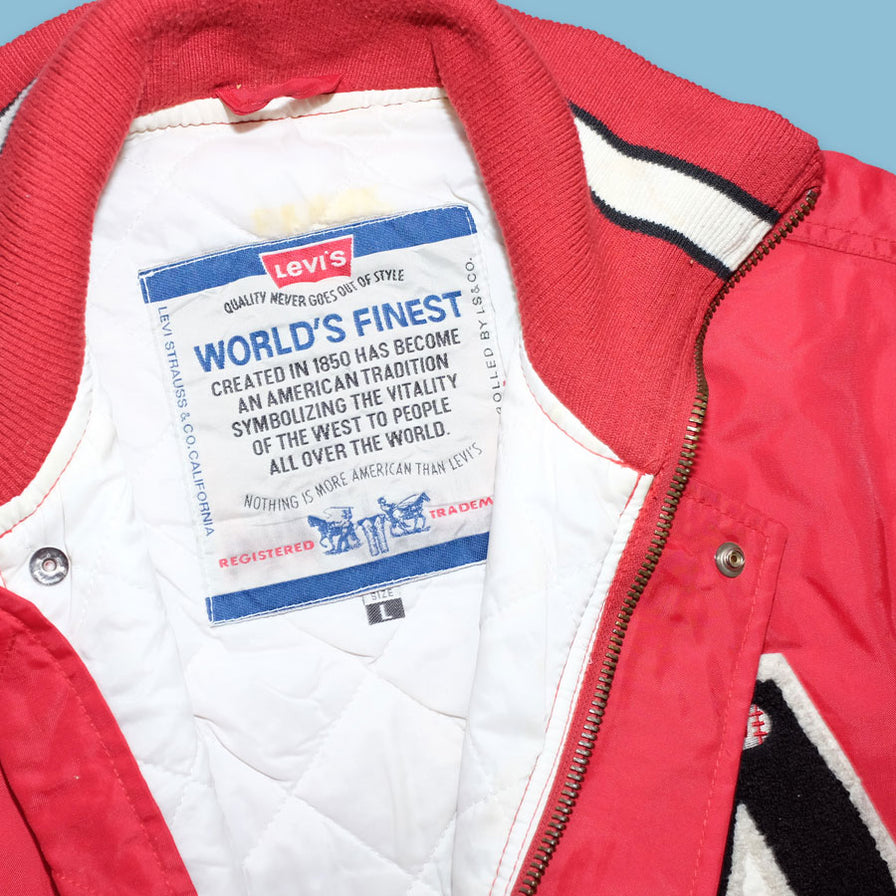 Levi's
QUALITY NEVER GOES OUT OF STYLE
WORLD'S FINEST
CREATED IN 1850 HAS BECOME
AN AMERICAN TRADITION
SYMBOLIZING THE VITALITY
OF THE WEST TO PEOPLE
ALL OVER THE WORLD.
NOTHING IS MORE AMERICAN THAN LEVI'S
REGISTERED TRADEM
LEVI STRAUSS & CO. CALIFORNIA
OLLED BY LS & CO.
SIZE
L